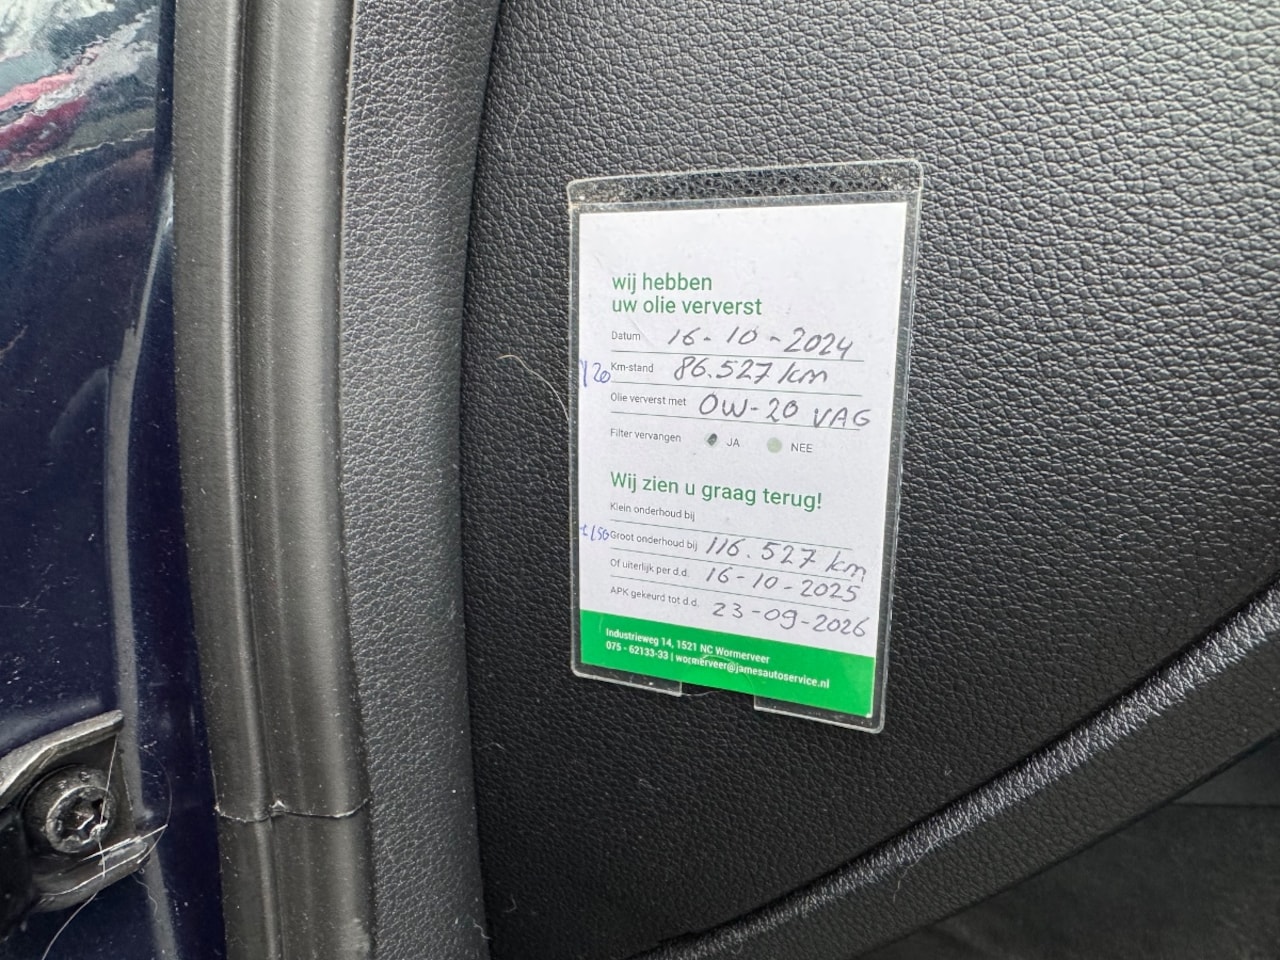 wij hebben
uw olie ververst
Datum 16-10-2024
Km-stand 86.527 km
Olie ververst met 0W-20 VAG
Filter vervangen JA NEE
Wij zien u graag terug!
Klein onderhoud bij
Groot onderhoud bij 116.527 km
Of uiterlijk per d.d. 16-10-2025
APK gekeurd tot d.d. 23-09-2026
Industrieweg 14, 1521 NC Wormerveer
075 - 62133-33 | wormerveer@jamesautoservice.nl